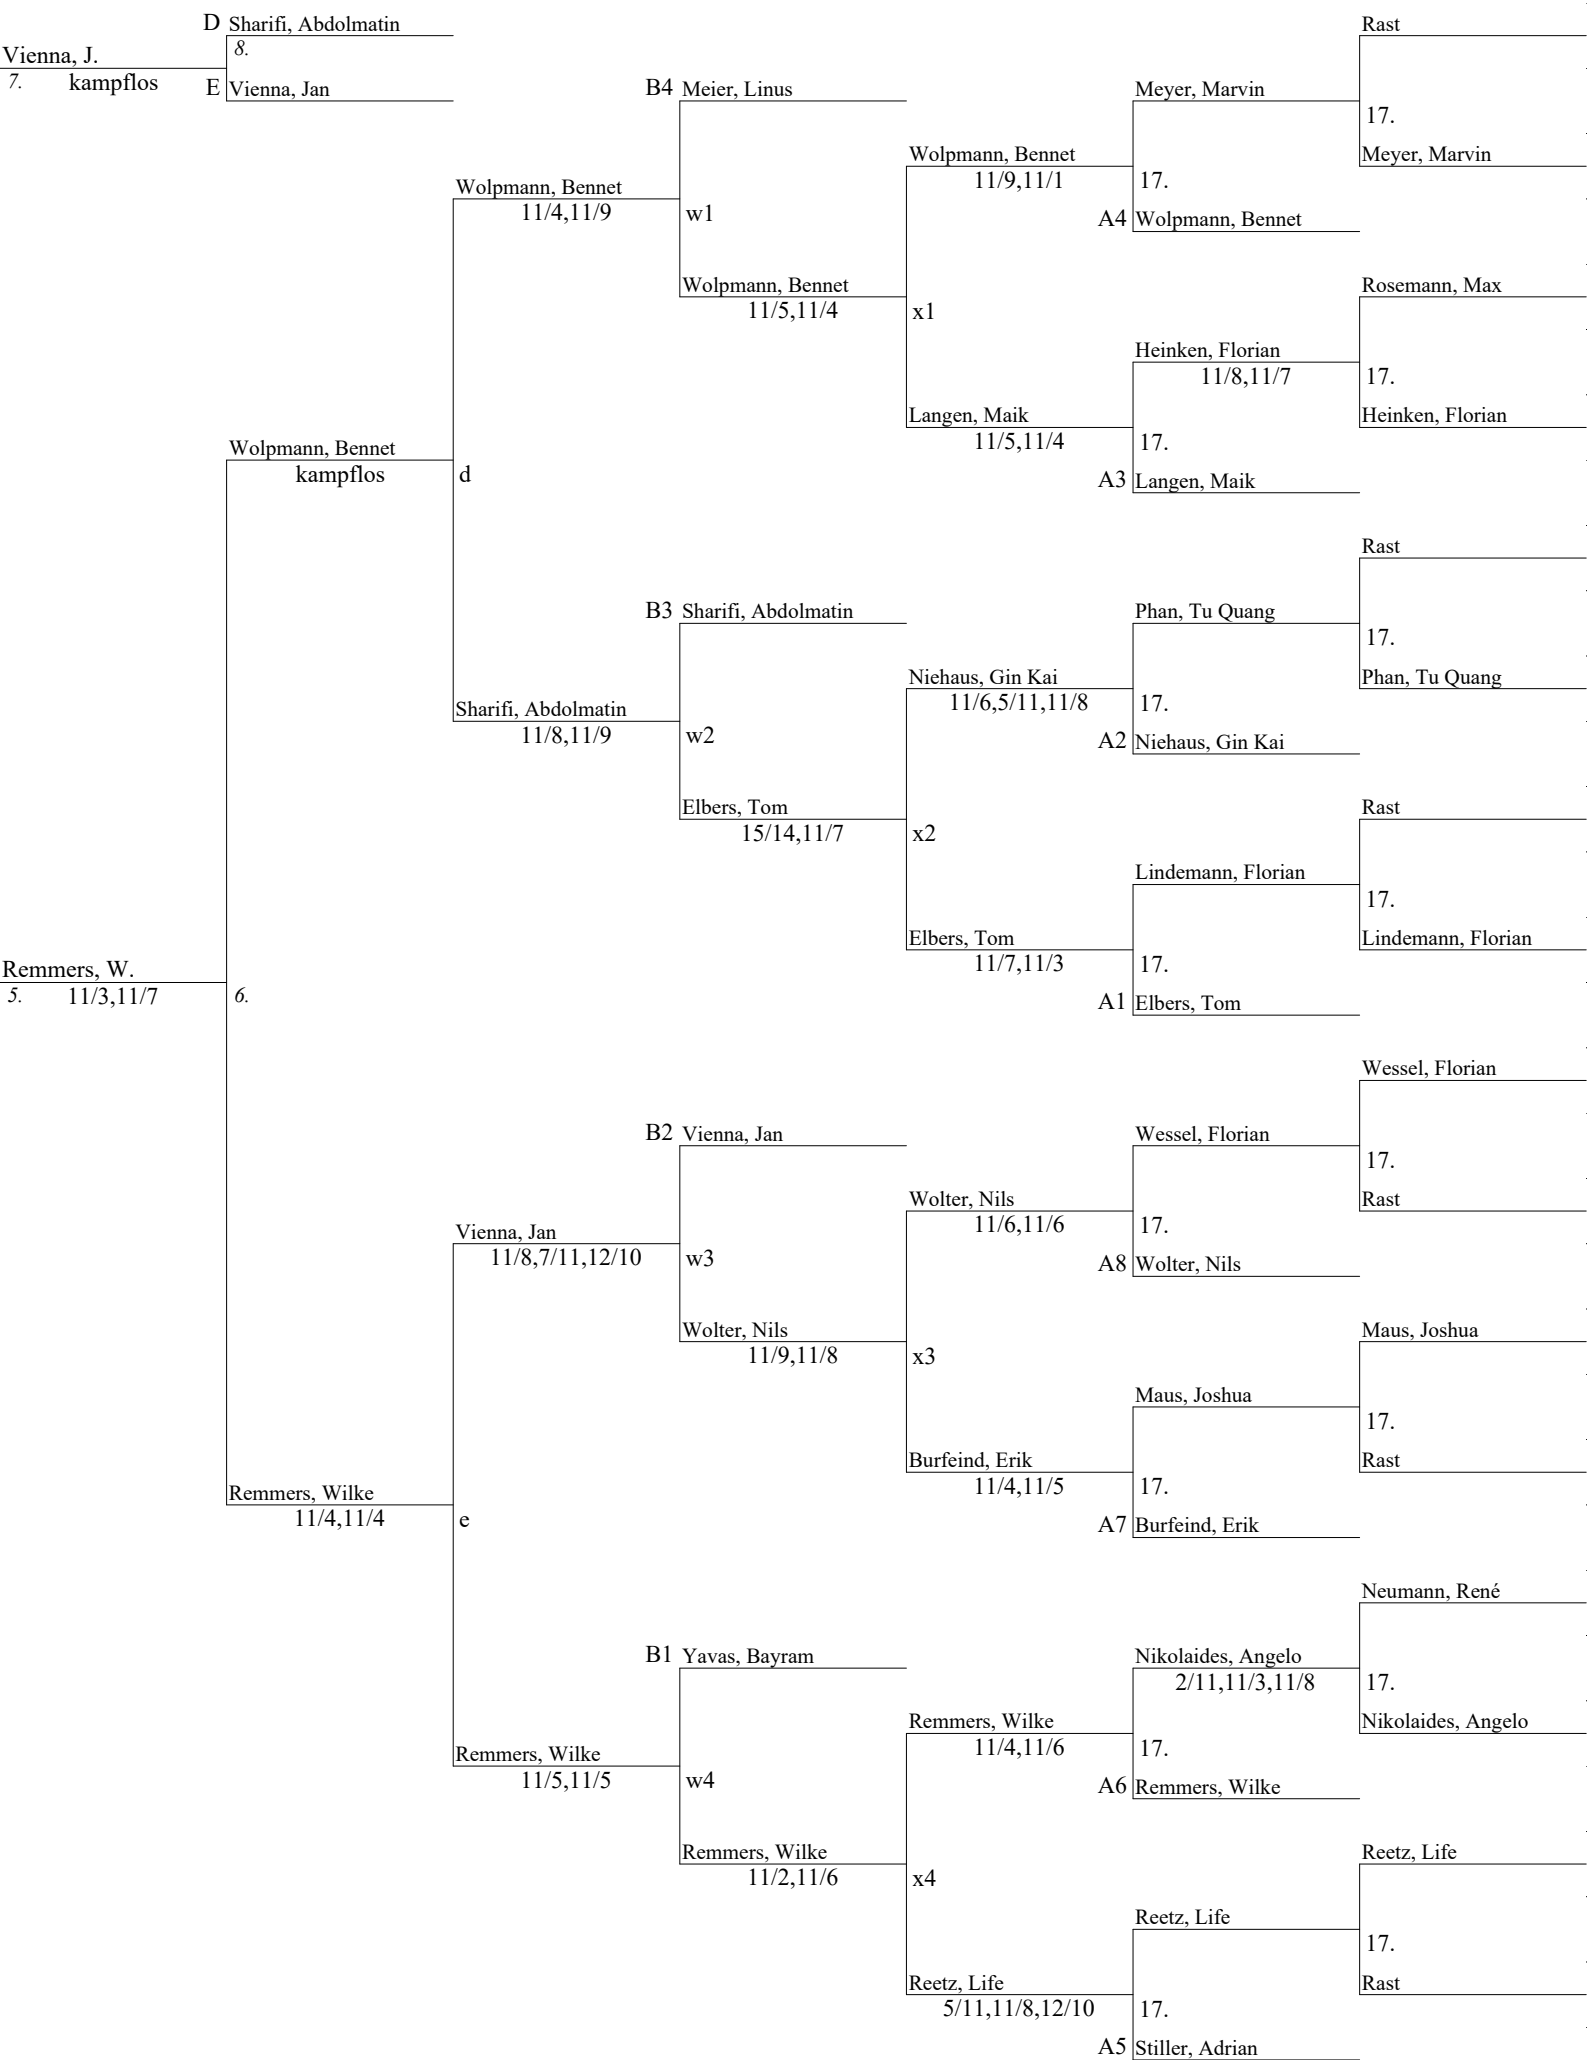 D Sharifi, Abdolmatin
Rast
8.
Vienna, J.
7. kampflos
E Vienna, Jan
B4 Meier, Linus
Meyer, Marvin
17.
Wolpmann, Bennet
11/9,11/1
Meyer, Marvin
17.
Wolpmann, Bennet
11/4,11/9
w1
A4 Wolpmann, Bennet
Wolpmann, Bennet
11/5,11/4
x1
Rosemann, Max
Heinken, Florian
11/8,11/7
17.
Langen, Maik
11/5,11/4
Heinken, Florian
17.
Wolpmann, Bennet
kampflos
d
A3 Langen, Maik
Rast
B3 Sharifi, Abdolmatin
Phan, Tu Quang
17.
Niehaus, Gin Kai
11/6,5/11,11/8
Phan, Tu Quang
17.
Sharifi, Abdolmatin
11/8,11/9
w2
A2 Niehaus, Gin Kai
Elbers, Tom
15/14,11/7
x2
Rast
Lindemann, Florian
17.
Elbers, Tom
11/7,11/3
Lindemann, Florian
17.
Remmers, W.
5. 11/3,11/7
6.
A1 Elbers, Tom
Wessel, Florian
B2 Vienna, Jan
Wessel, Florian
17.
Wolter, Nils
11/6,11/6
Rast
17.
Vienna, Jan
11/8,7/11,12/10
w3
A8 Wolter, Nils
Wolter, Nils
11/9,11/8
x3
Maus, Joshua
Maus, Joshua
17.
Burfeind, Erik
11/4,11/5
Rast
17.
Remmers, Wilke
11/4,11/4
e
A7 Burfeind, Erik
Neumann, René
B1 Yavas, Bayram
Nikolaides, Angelo
2/11,11/3,11/8
17.
Remmers, Wilke
11/4,11/6
Nikolaides, Angelo
17.
Remmers, Wilke
11/5,11/5
w4
A6 Remmers, Wilke
Remmers, Wilke
11/2,11/6
x4
Reetz, Life
Reetz, Life
17.
Reetz, Life
5/11,11/8,12/10
Rast
17.
A5 Stiller, Adrian